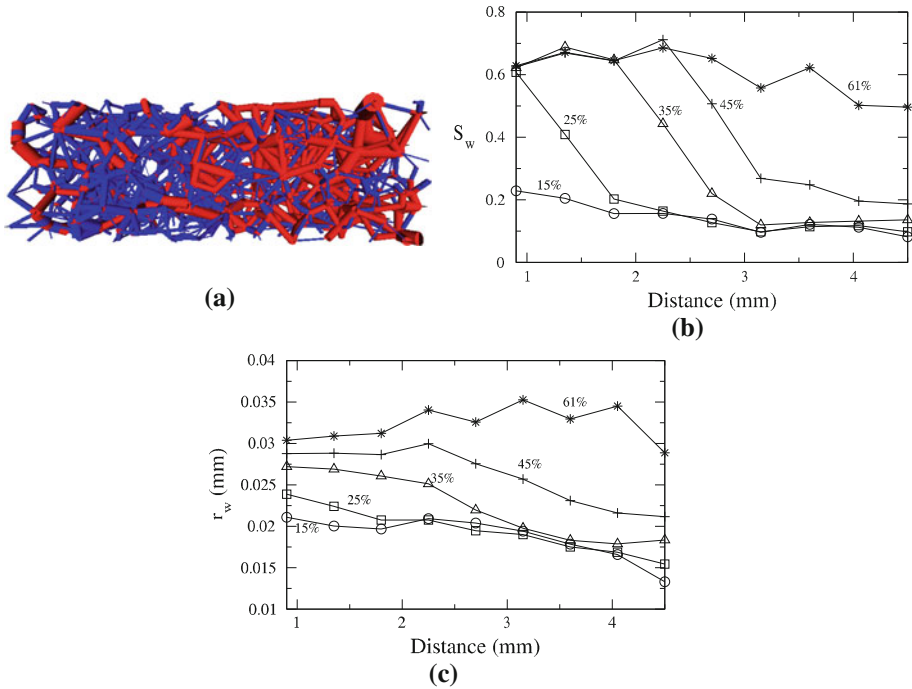 (a)
0.8
0.6
0.4
0.2
0
S_w
61%
45%
35%
25%
15%
1 2 3 4
Distance (mm)
(b)
0.04
0.035
0.03
0.025
0.02
0.015
0.01
r_w (mm)
61%
45%
35%
25%
15%
1 2 3 4
Distance (mm)
(c)